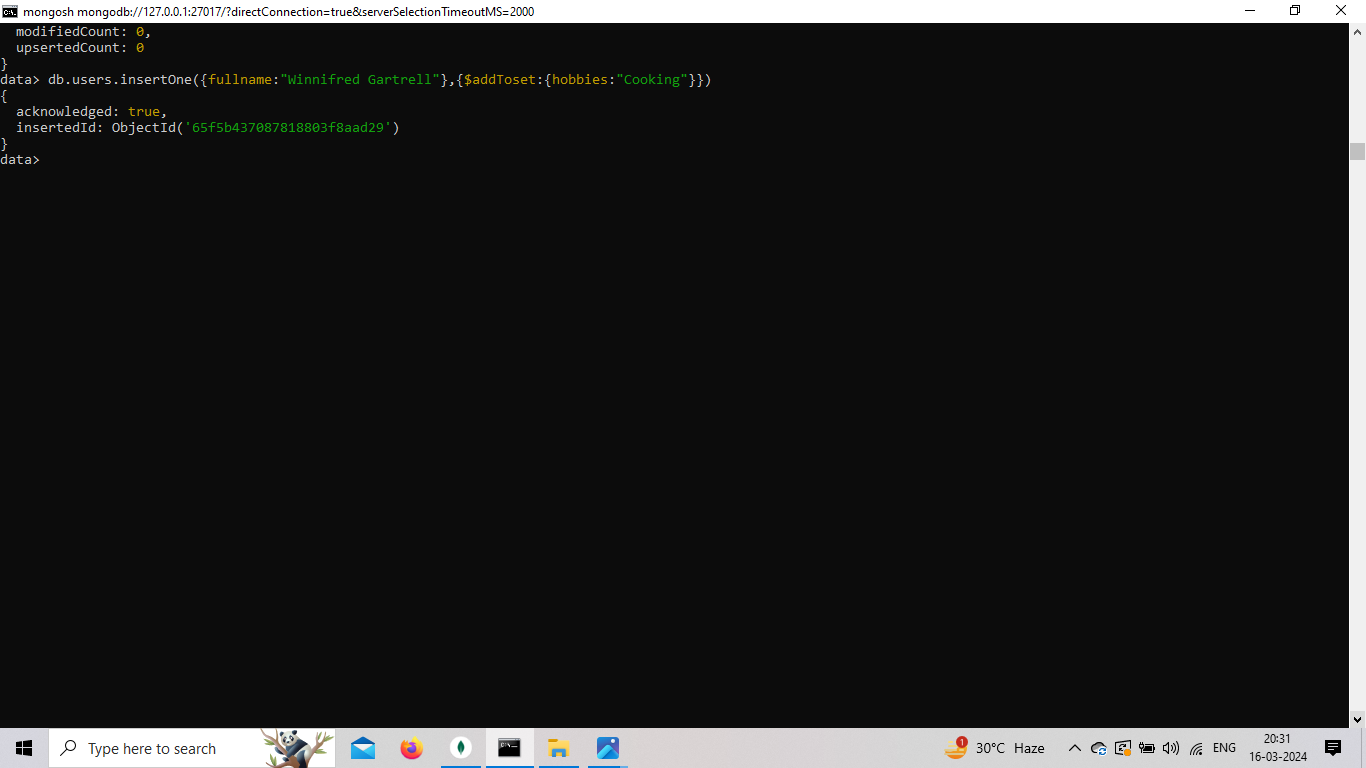 mongosh mongodb://127.0.0.1:27017/?directConnection=true&serverSelectionTimeoutMS=2000
  modifiedCount: 0,
  upsertedCount: 0
}
data> db.users.insertOne({fullname:"Winnifred Gartrell"},{$addToset:{hobbies:"Cooking"}})
{
  acknowledged: true,
  insertedId: ObjectId('65f5b437087818803f8aad29')
}
data>
Type here to search
1
30°C Haze
ENG
20:31
16-03-2024